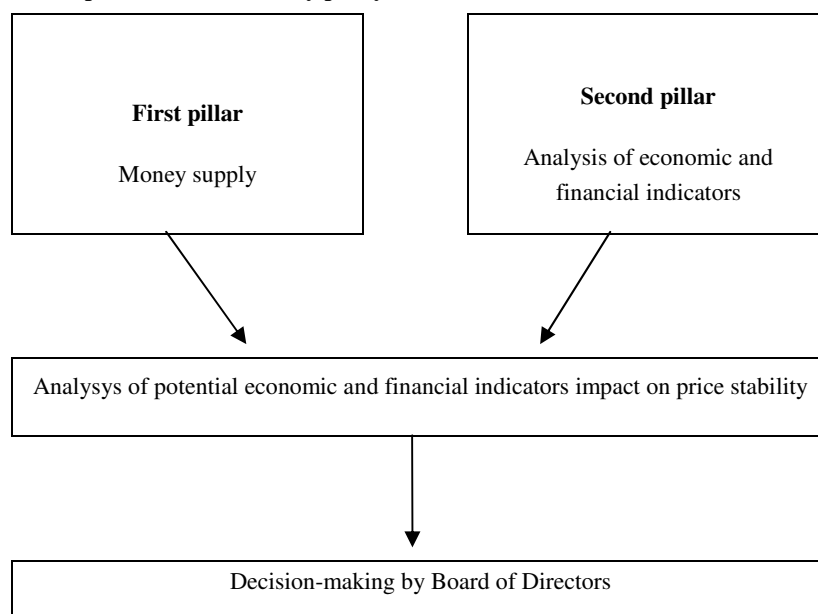 First pillar
Money supply
Second pillar
Analysis of economic and
financial indicators
Analysys of potential economic and financial indicators impact on price stability
Decision-making by Board of Directors